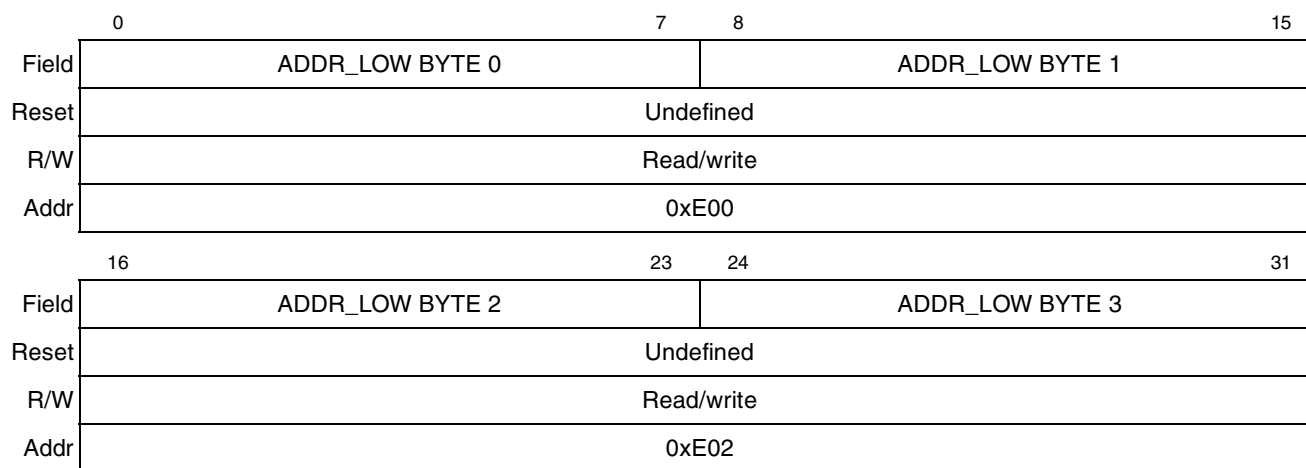 0 7 8 15
Field ADDR_LOW BYTE 0 ADDR_LOW BYTE 1
Reset Undefined
R/W Read/write
Addr 0xE00
16 23 24 31
Field ADDR_LOW BYTE 2 ADDR_LOW BYTE 3
Reset Undefined
R/W Read/write
Addr 0xE02